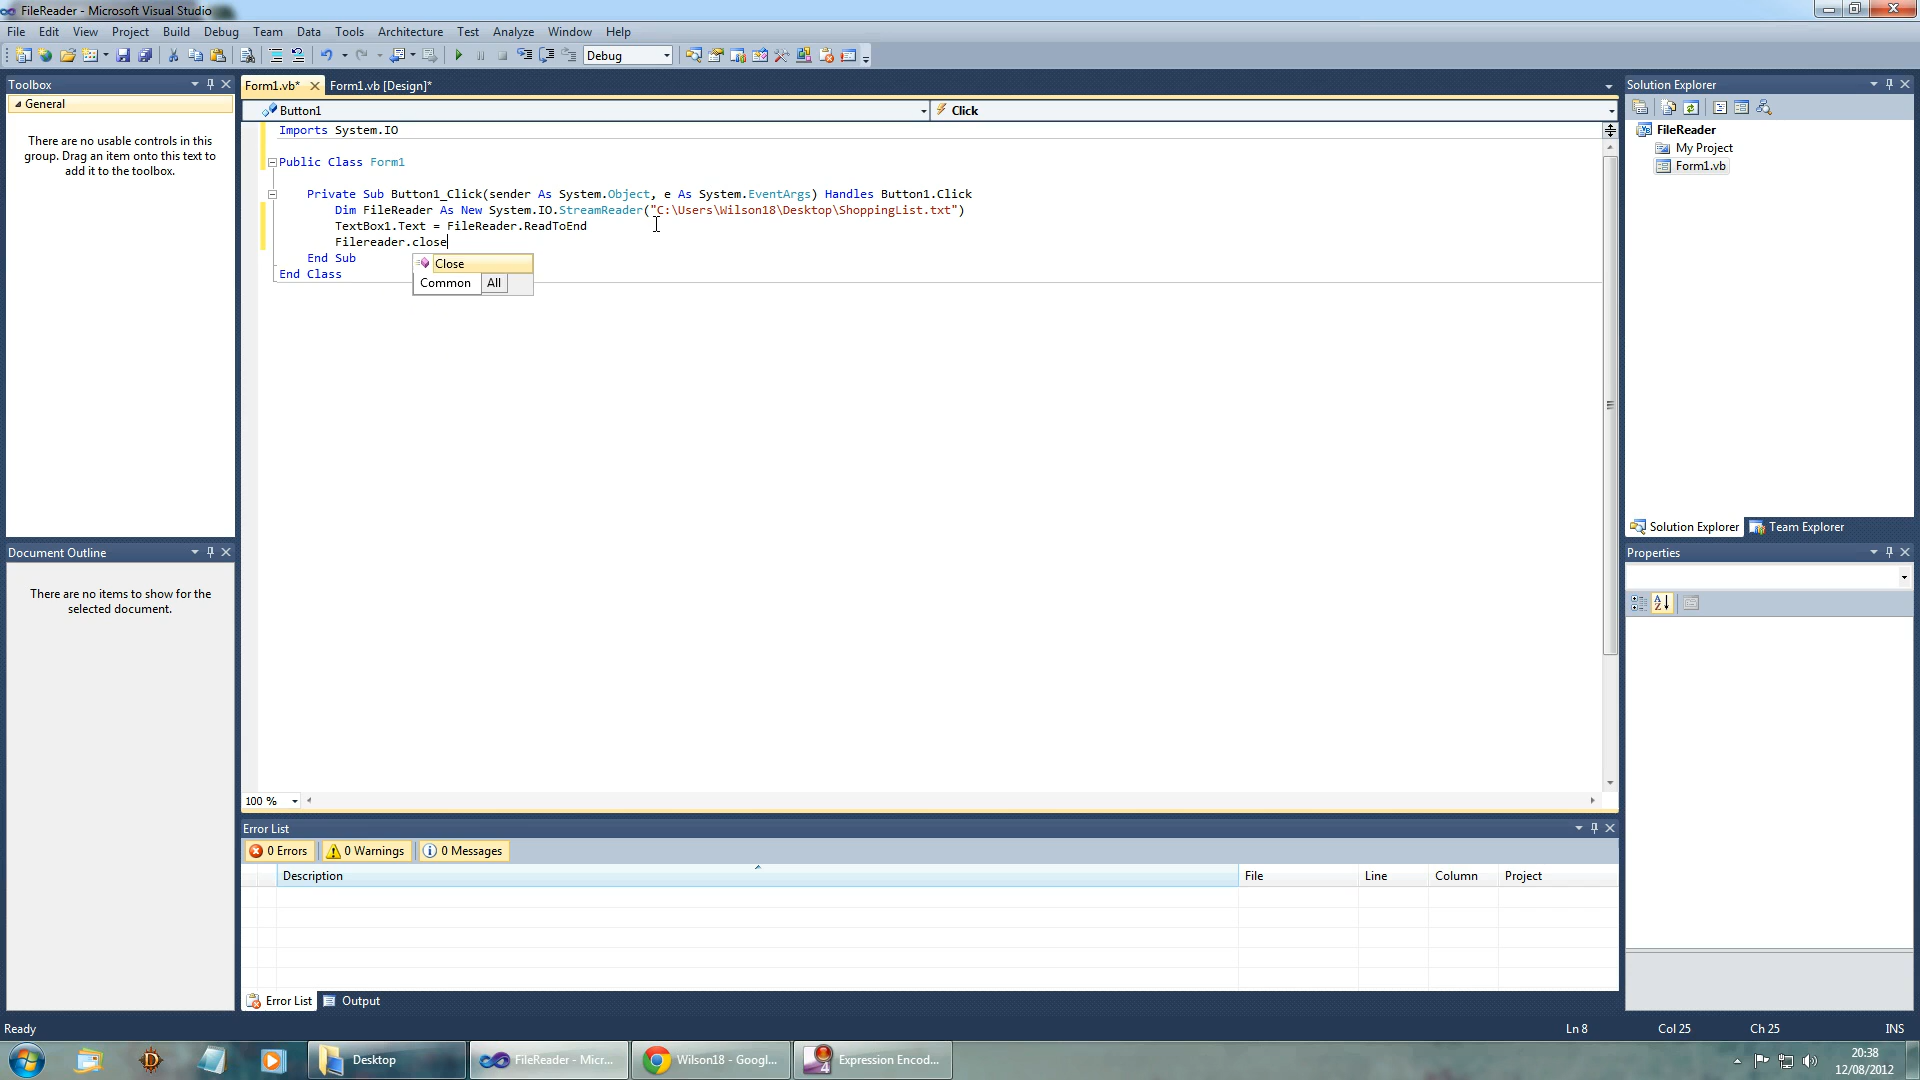 FileReader - Microsoft Visual Studio
File Edit View Project Build Debug Team Data Tools Architecture Test Analyze Window Help
Debug
Toolbox
General
There are no usable controls in this
group. Drag an item onto this text to
add it to the toolbox.
Document Outline
There are no items to show for the
selected document.
Form1.vb* Form1.vb [Design]*
Button1 Click
Imports System.IO
Public Class Form1
Private Sub Button1_Click(sender As System.Object, e As System.EventArgs) Handles Button1.Click
Dim FileReader As New System.IO.StreamReader("C:\Users\Wilson18\Desktop\ShoppingList.txt")
TextBox1.Text = FileReader.ReadToEnd
Filereader.close
End Sub
End Class
Close
Common All
100 %
Error List
0 Errors 0 Warnings 0 Messages
Description File Line Column Project
Error List Output
Solution Explorer
FileReader
My Project
Form1.vb
Solution Explorer Team Explorer
Properties
Ready Ln 8 Col 25 Ch 25 INS
Desktop FileReader - Micr... Wilson18 - Googl... Expression Encod...
20:38
12/08/2012